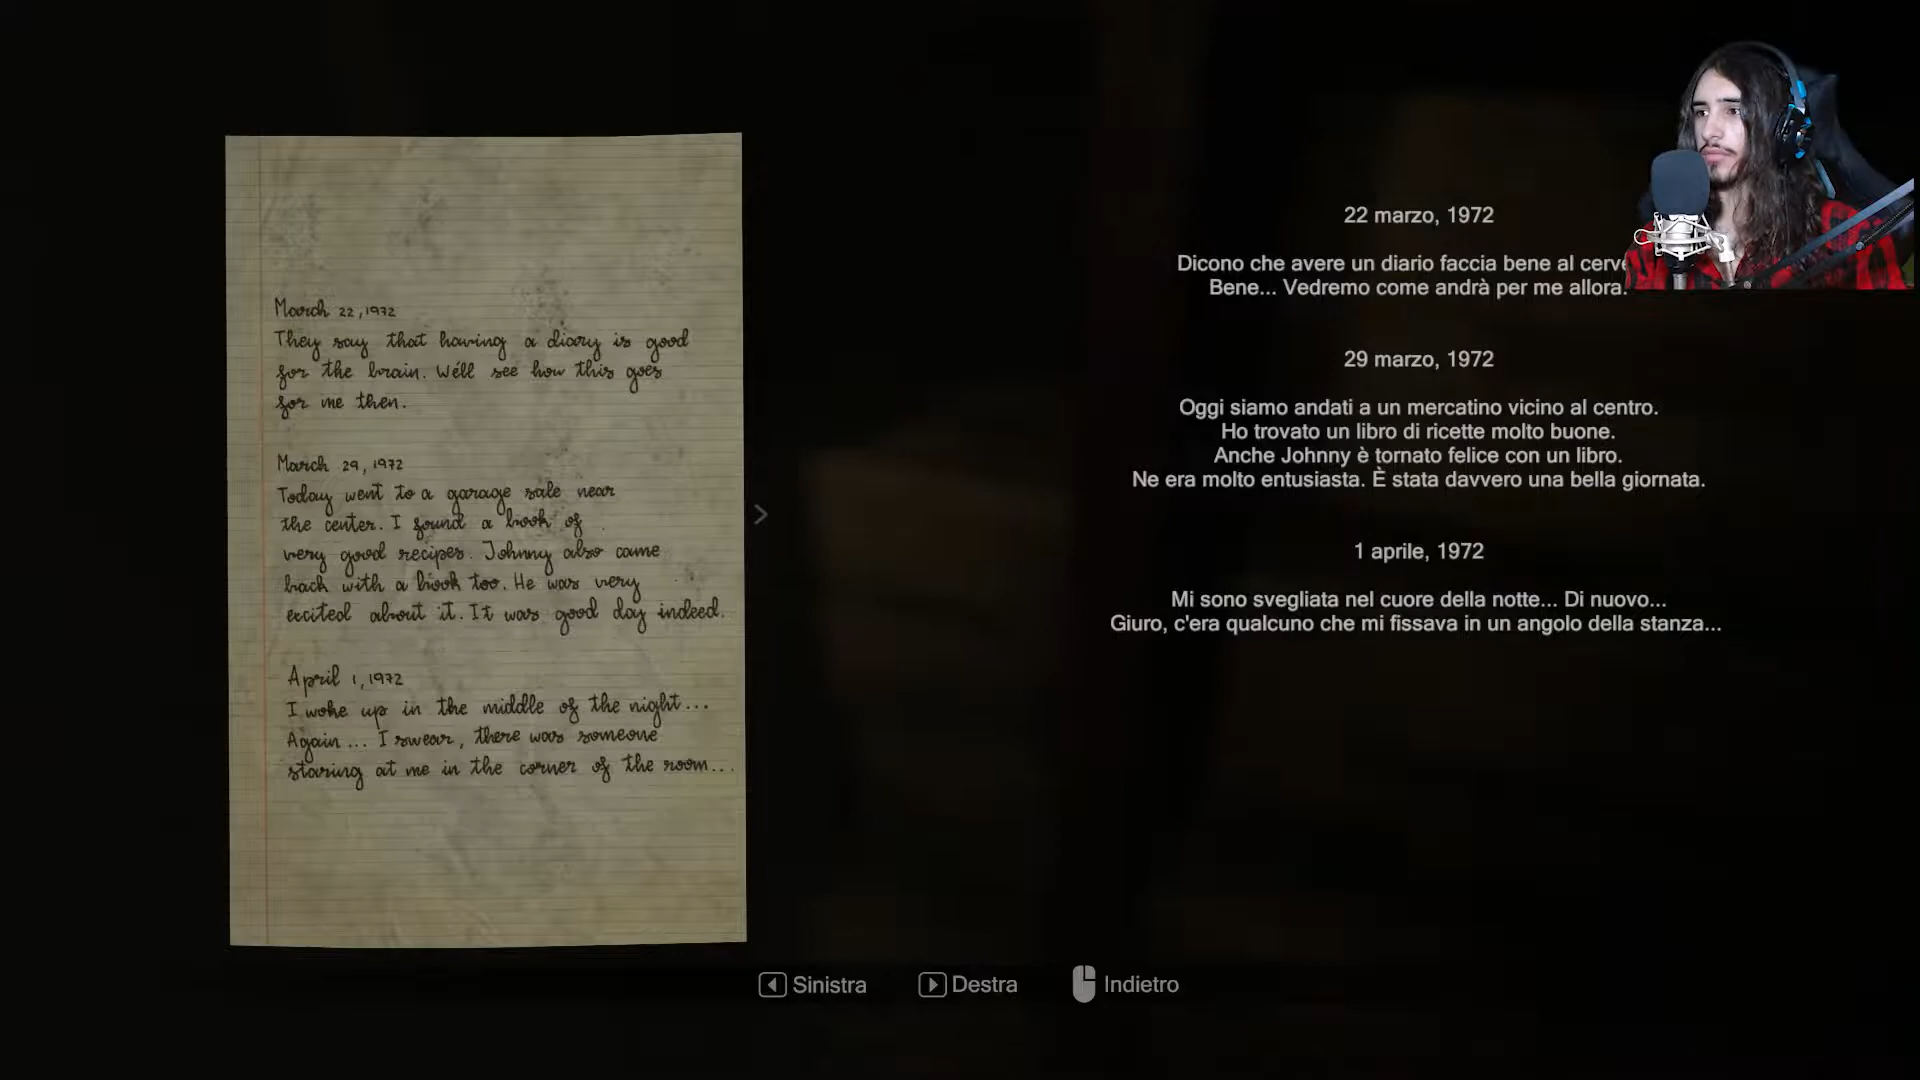 March 22, 1972
They say that having a diary is good
for the brain. We'll see how this goes
for me then.
March 29, 1972
Today went to a garage sale near
the center. I found a book of
very good recipes. Johnny also came
back with a book too. He was very
excited about it. It was good day indeed.
April 1, 1972
I woke up in the middle of the night...
Again... I swear, there was someone
staring at me in the corner of the room...
22 marzo, 1972
Dicono che avere un diario faccia bene al
Bene... Vedremo come andrà per me allora.
29 marzo, 1972
Oggi siamo andati a un mercatino vicino al centro.
Ho trovato un libro di ricette molto buone.
Anche Johnny è tornato felice con un libro.
Ne era molto entusiasta. È stata davvero una bella giornata.
1 aprile, 1972
Mi sono svegliata nel cuore della notte... Di nuovo...
Giuro, c'era qualcuno che mi fissava in un angolo della stanza...
Sinistra Destra Indietro